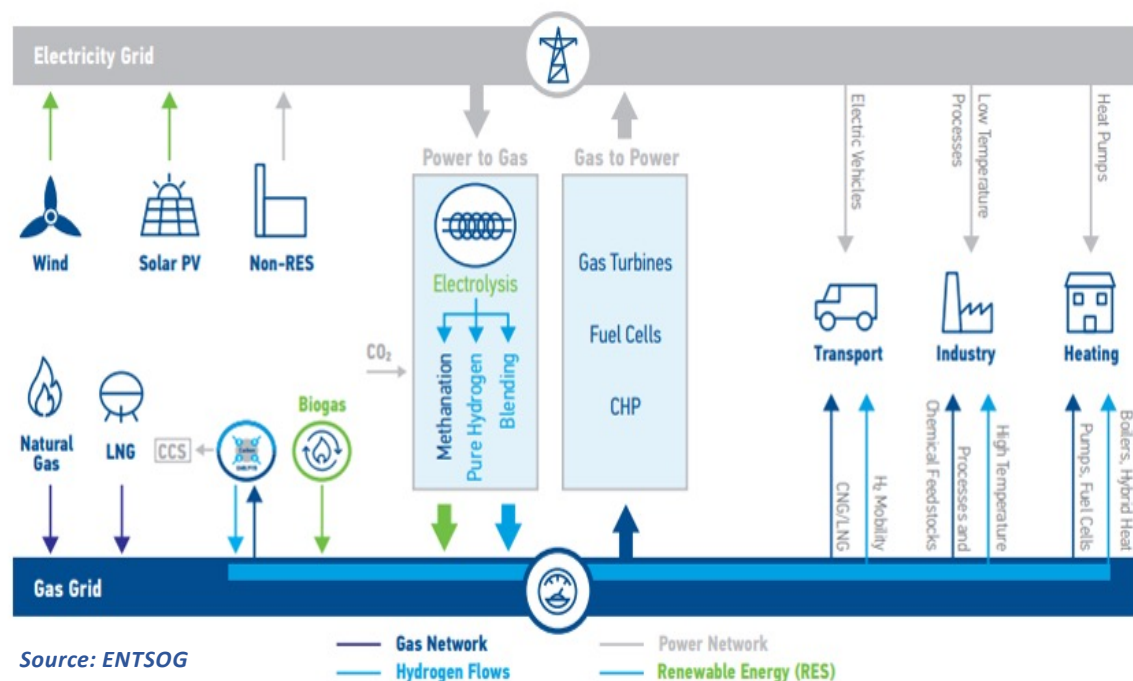 Electricity Grid
Power to Gas
Gas to Power
Electric Vehicles
Low Temperature
Processes
Heat Pumps
Wind
Solar PV
Non-RES
Electrolysis
Gas Turbines
Fuel Cells
CHP
Transport
Industry
Heating
CO₂
Methanation
Pure Hydrogen
Blending
Natural
Gas
LNG
CCS
Biogas
CNG/LNG
H₂ Mobility
Chemical Feedstocks
Processes and
High Temperature
Pumps, Fuel Cells
Boilers, Hybrid Heat
Gas Grid
Source: ENTSOG
Gas Network
Power Network
Hydrogen Flows
Renewable Energy (RES)